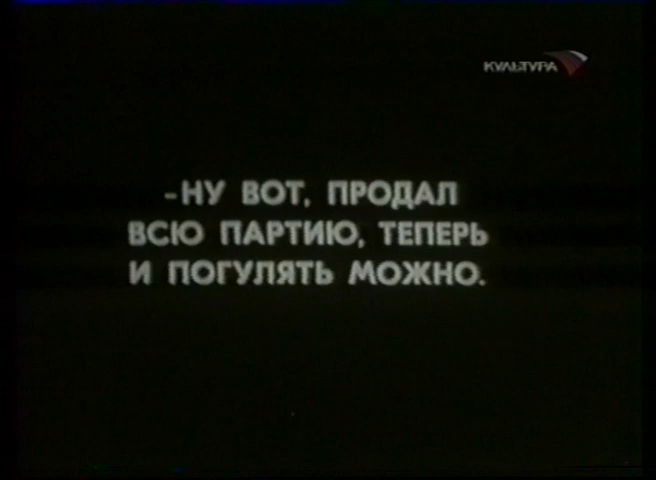 КУЛЬТУРА
-НУ ВОТ, ПРОДАЛ
ВСЮ ПАРТИЮ, ТЕПЕРЬ
И ПОГУЛЯТЬ МОЖНО.